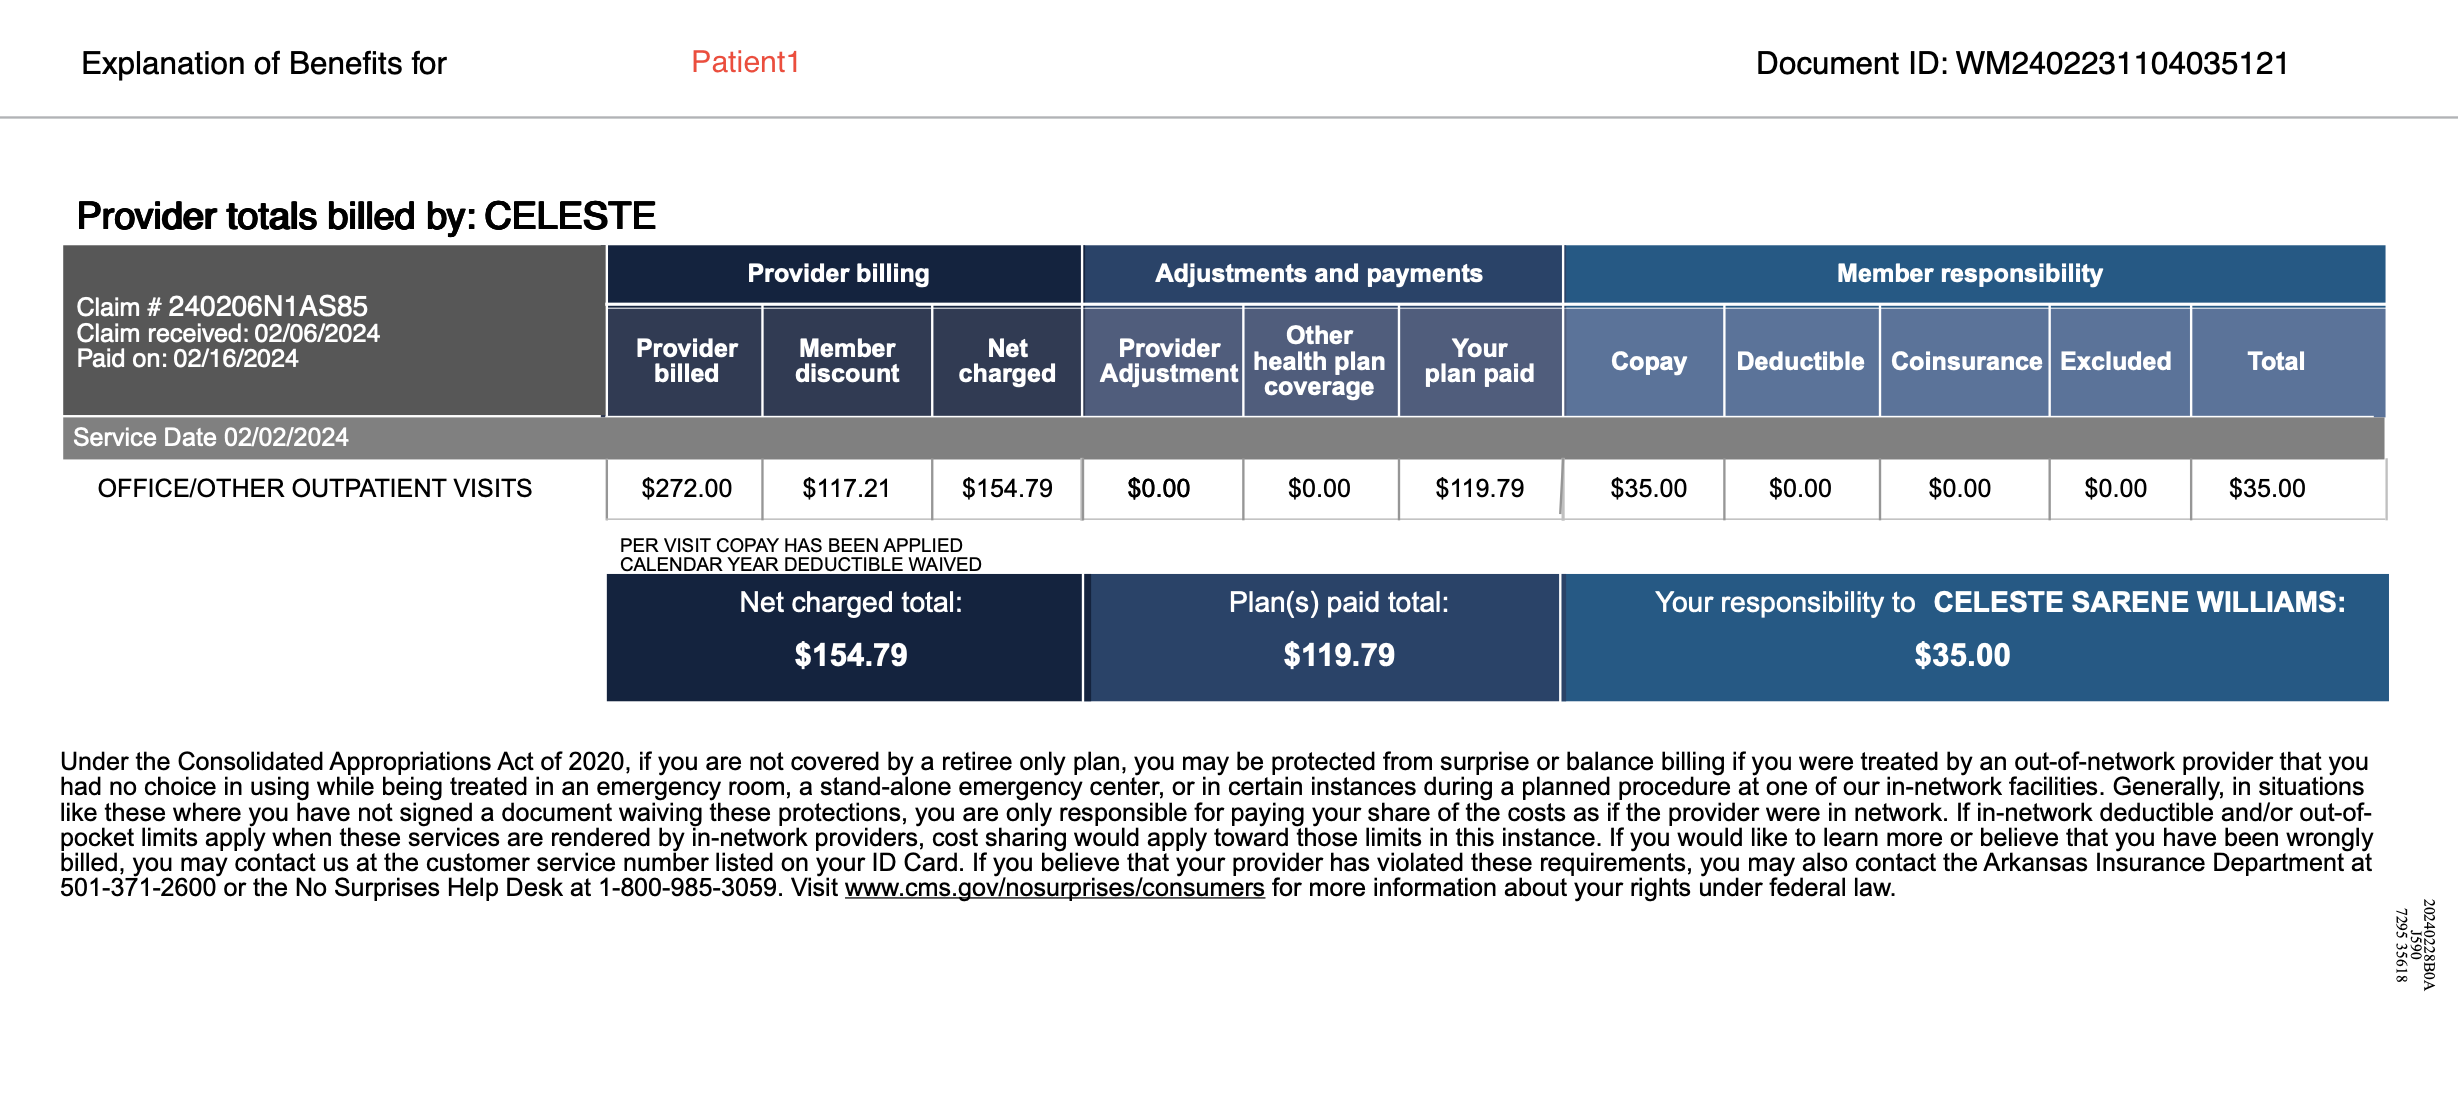 Explanation of Benefits for Patient1 Document ID: WM2402231104035121
Provider totals billed by: CELESTE
Claim # 240206N1AS85
Claim received: 02/06/2024
Paid on: 02/16/2024
Provider billing Adjustments and payments Member responsibility
Provider billed Member discount Net charged Provider Adjustment Other health plan coverage Your plan paid Copay Deductible Coinsurance Excluded Total
Service Date 02/02/2024
OFFICE/OTHER OUTPATIENT VISITS $272.00 $117.21 $154.79 $0.00 $0.00 $119.79 $35.00 $0.00 $0.00 $0.00 $35.00
PER VISIT COPAY HAS BEEN APPLIED
CALENDAR YEAR DEDUCTIBLE WAIVED
Net charged total: Plan(s) paid total: Your responsibility to CELESTE SARENE WILLIAMS:
$154.79 $119.79 $35.00
Under the Consolidated Appropriations Act of 2020, if you are not covered by a retiree only plan, you may be protected from surprise or balance billing if you were treated by an out-of-network provider that you
had no choice in using while being treated in an emergency room, a stand-alone emergency center, or in certain instances during a planned procedure at one of our in-network facilities. Generally, in situations
like these where you have not signed a document waiving these protections, you are only responsible for paying your share of the costs as if the provider were in network. If in-network deductible and/or out-of-
pocket limits apply when these services are rendered by in-network providers, cost sharing would apply toward those limits in this instance. If you would like to learn more or believe that you have been wrongly
billed, you may contact us at the customer service number listed on your ID Card. If you believe that your provider has violated these requirements, you may also contact the Arkansas Insurance Department at
501-371-2600 or the No Surprises Help Desk at 1-800-985-3059. Visit www.cms.gov/nosurprises/consumers for more information about your rights under federal law.
20240228B0A
J590
7295 35618